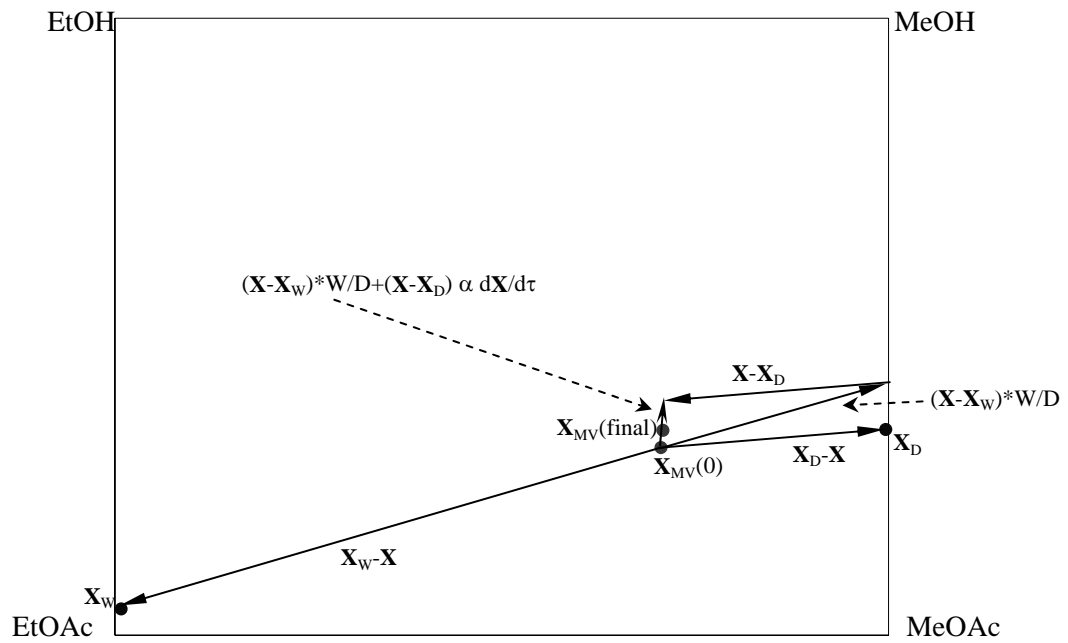 EtOH
MeOH
(X-X_W)*W/D+(X-X_D) α dX/dτ
X-X_D
(X-X_W)*W/D
X_MV(final)
X_D
X_MV(0)
X_D-X
X_W-X
X_W
EtOAc
MeOAc